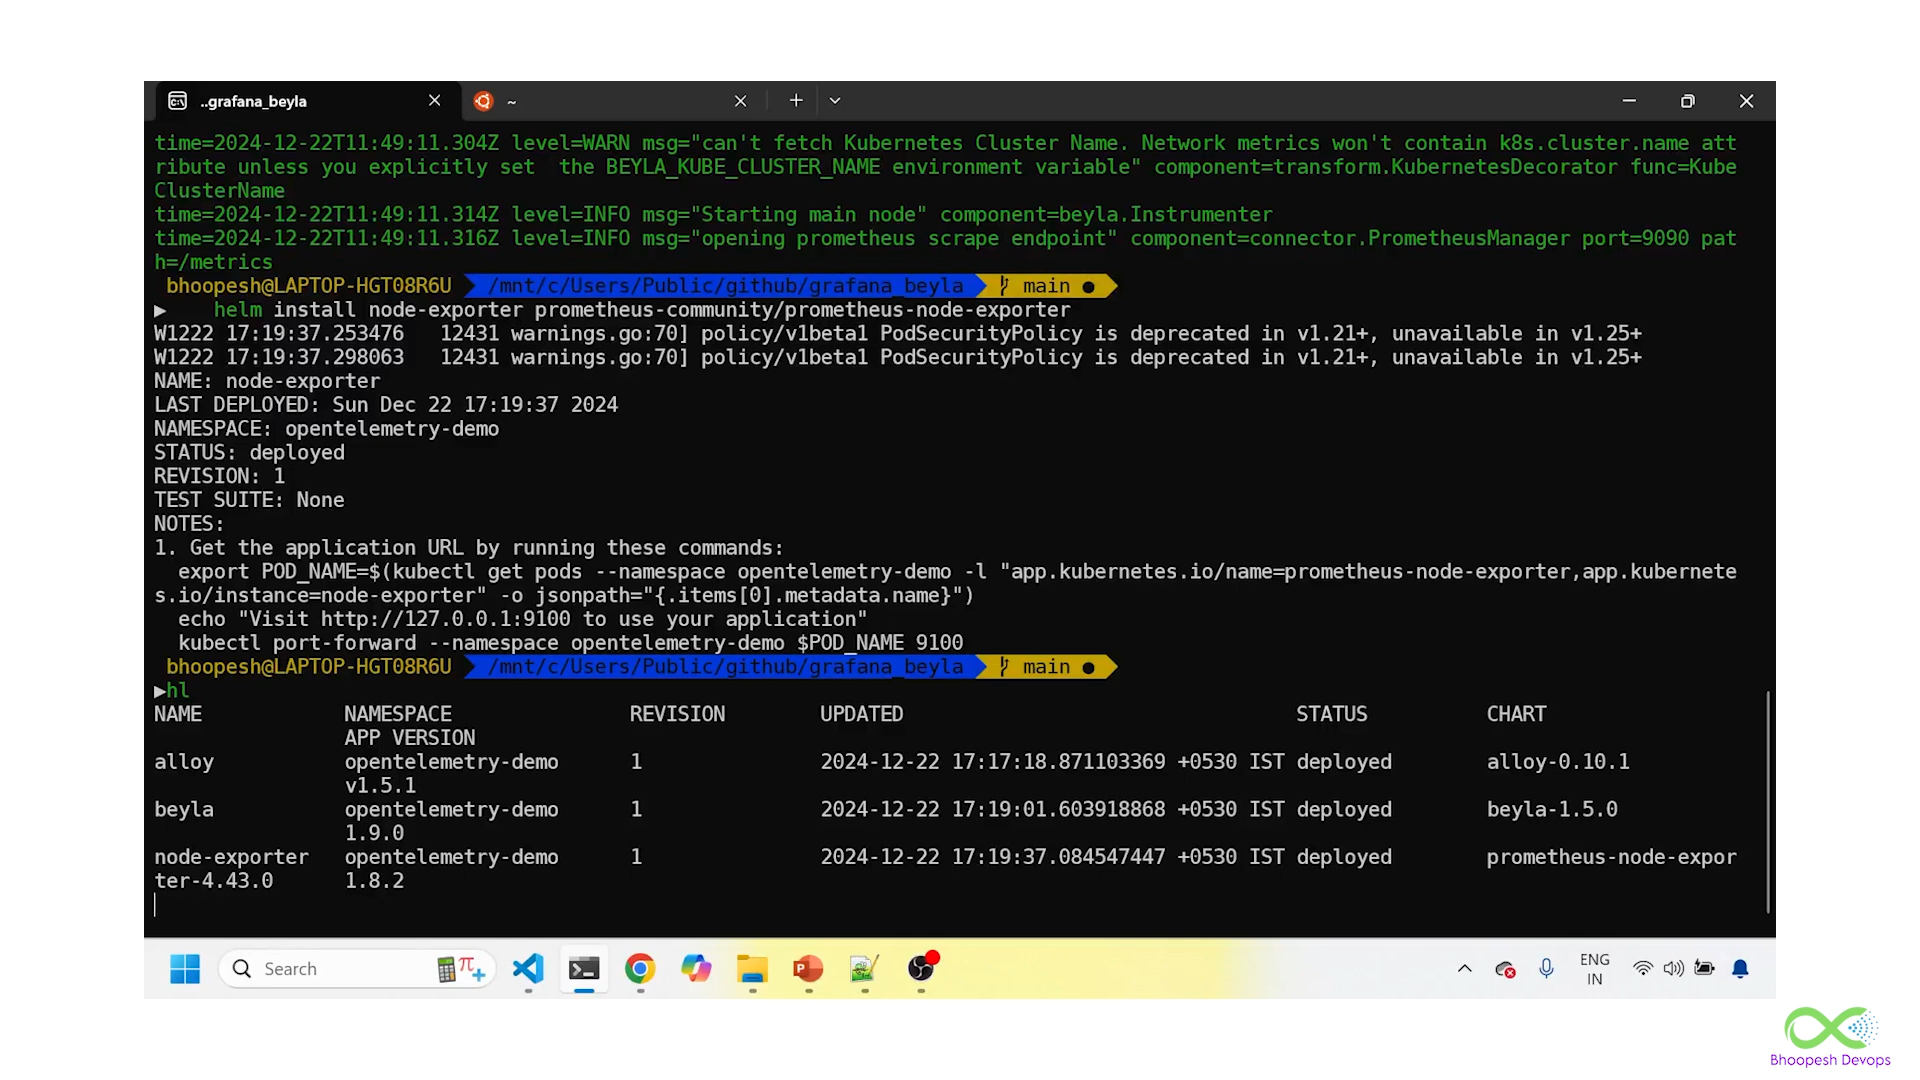 ..grafana_beyla
~
time=2024-12-22T11:49:11.304Z level=WARN msg="can't fetch Kubernetes Cluster Name. Network metrics won't contain k8s.cluster.name att
ribute unless you explicitly set  the BEYLA_KUBE_CLUSTER_NAME environment variable" component=transform.KubernetesDecorator func=Kube
ClusterName
time=2024-12-22T11:49:11.314Z level=INFO msg="Starting main node" component=beyla.Instrumenter
time=2024-12-22T11:49:11.316Z level=INFO msg="opening prometheus scrape endpoint" component=connector.PrometheusManager port=9090 pat
h=/metrics
bhoopesh@LAPTOP-HGT08R6U /mnt/c/Users/Public/github/grafana_beyla main ●
helm install node-exporter prometheus-community/prometheus-node-exporter
W1222 17:19:37.253476   12431 warnings.go:70] policy/v1beta1 PodSecurityPolicy is deprecated in v1.21+, unavailable in v1.25+
W1222 17:19:37.298063   12431 warnings.go:70] policy/v1beta1 PodSecurityPolicy is deprecated in v1.21+, unavailable in v1.25+
NAME: node-exporter
LAST DEPLOYED: Sun Dec 22 17:19:37 2024
NAMESPACE: opentelemetry-demo
STATUS: deployed
REVISION: 1
TEST SUITE: None
NOTES:
1. Get the application URL by running these commands:
export POD_NAME=$(kubectl get pods --namespace opentelemetry-demo -l "app.kubernetes.io/name=prometheus-node-exporter,app.kubernete
s.io/instance=node-exporter" -o jsonpath="{.items[0].metadata.name}")
echo "Visit http://127.0.0.1:9100 to use your application"
kubectl port-forward --namespace opentelemetry-demo $POD_NAME 9100
bhoopesh@LAPTOP-HGT08R6U /mnt/c/Users/Public/github/grafana_beyla main ●
hl
NAME NAMESPACE REVISION UPDATED STATUS CHART
APP VERSION
alloy opentelemetry-demo 1 2024-12-22 17:17:18.871103369 +0530 IST deployed alloy-0.10.1
v1.5.1
beyla opentelemetry-demo 1 2024-12-22 17:19:01.603918868 +0530 IST deployed beyla-1.5.0
1.9.0
node-exporter opentelemetry-demo 1 2024-12-22 17:19:37.084547447 +0530 IST deployed prometheus-node-expor
ter-4.43.0 1.8.2
Search
ENG
IN
Bhoopesh Devops